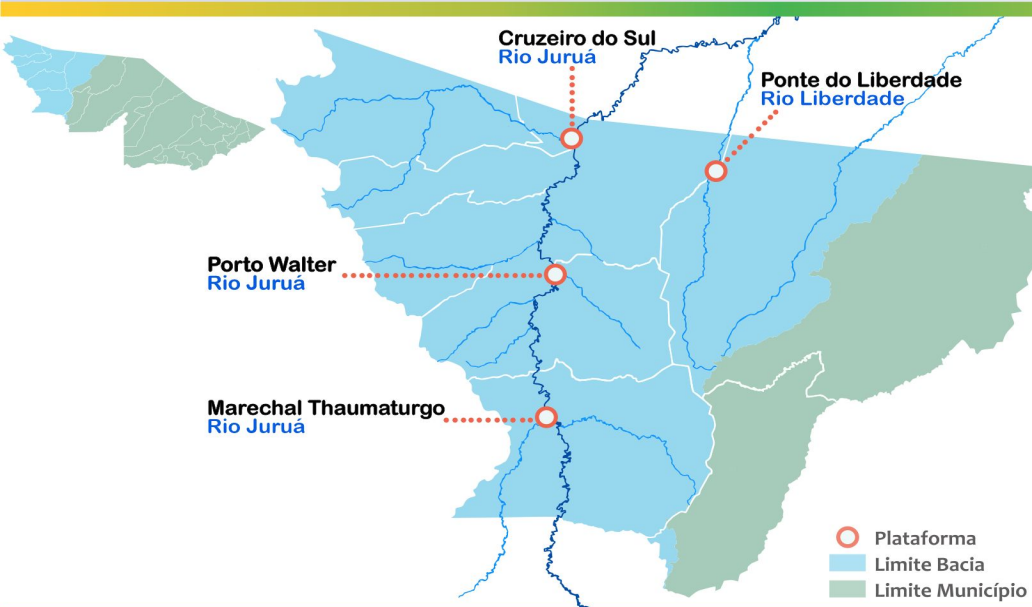 Cruzeiro do Sul
Rio Juruá
Ponte do Liberdade
Rio Liberdade
Porto Walter
Rio Juruá
Marechal Thaumaturgo
Rio Juruá
Plataforma
Limite Bacia
Limite Município